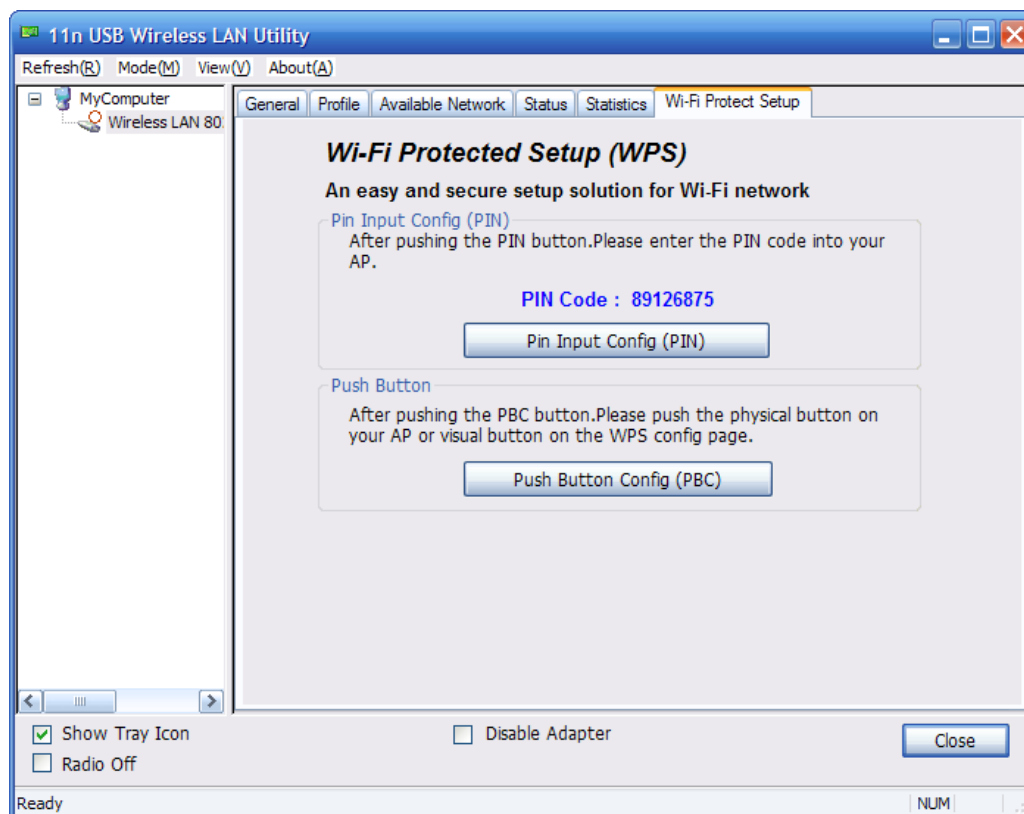 11n USB Wireless LAN Utility
Refresh(R) Mode(M) View(V) About(A)
MyComputer
Wireless LAN 80
General Profile Available Network Status Statistics Wi-Fi Protect Setup
Wi-Fi Protected Setup (WPS)
An easy and secure setup solution for Wi-Fi network
Pin Input Config (PIN)
After pushing the PIN button.Please enter the PIN code into your
AP.
PIN Code : 89126875
Pin Input Config (PIN)
Push Button
After pushing the PBC button.Please push the physical button on
your AP or visual button on the WPS config page.
Push Button Config (PBC)
Show Tray Icon
Disable Adapter
Close
Radio Off
Ready
NUM